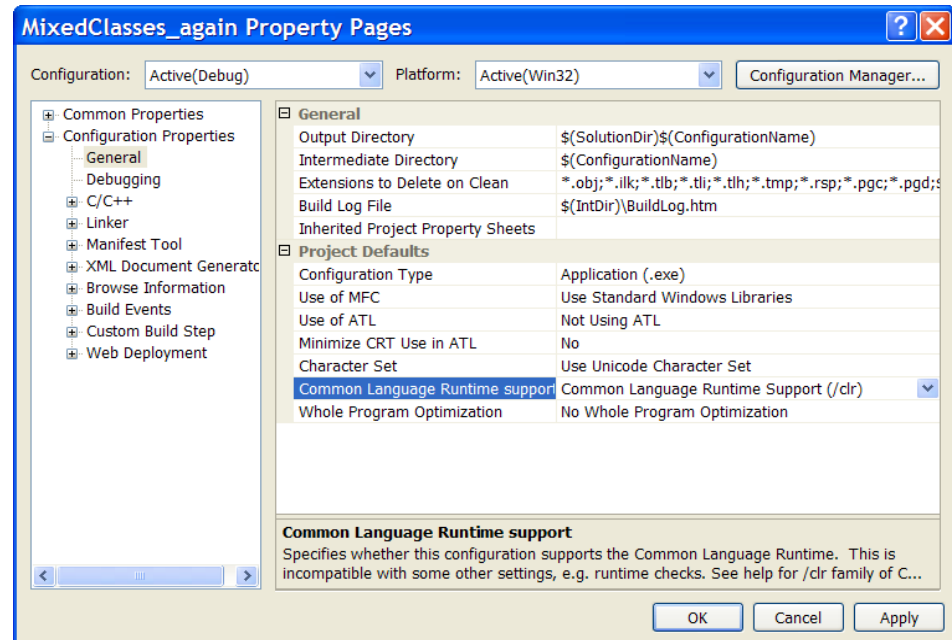 MixedClasses_again Property Pages
Configuration: Active(Debug) Platform: Active(Win32) Configuration Manager...
Common Properties
Configuration Properties
General
Debugging
C/C++
Linker
Manifest Tool
XML Document Generato
Browse Information
Build Events
Custom Build Step
Web Deployment
General
Output Directory $(SolutionDir)$(ConfigurationName)
Intermediate Directory $(ConfigurationName)
Extensions to Delete on Clean *.obj;*.ilk;*.tlb;*.tli;*.tlh;*.tmp;*.rsp;*.pgc;*.pgd;$
Build Log File $(IntDir)\BuildLog.htm
Inherited Project Property Sheets
Project Defaults
Configuration Type Application (.exe)
Use of MFC Use Standard Windows Libraries
Use of ATL Not Using ATL
Minimize CRT Use in ATL No
Character Set Use Unicode Character Set
Common Language Runtime support Common Language Runtime Support (/clr)
Whole Program Optimization No Whole Program Optimization
Common Language Runtime support
Specifies whether this configuration supports the Common Language Runtime. This is
incompatible with some other settings, e.g. runtime checks. See help for /clr family of C...
OK Cancel Apply